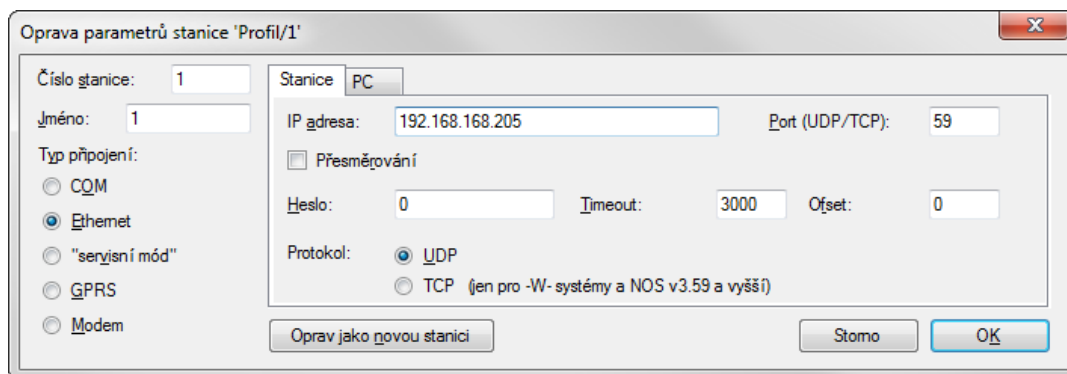 Oprava parametrů stanice 'Profil/1'
Číslo stanice: 1
Jméno: 1
Typ připojení:
COM
Ethernet
"servisní mód"
GPRS
Modem
Stanice PC
IP adresa: 192.168.168.205 Port (UDP/TCP): 59
Přesměrování
Heslo: 0 Timeout: 3000 Ofset: 0
Protokol: UDP
TCP (jen pro -W- systémy a NOS v3.59 a vyšší)
Oprav jako novou stanici Storno OK